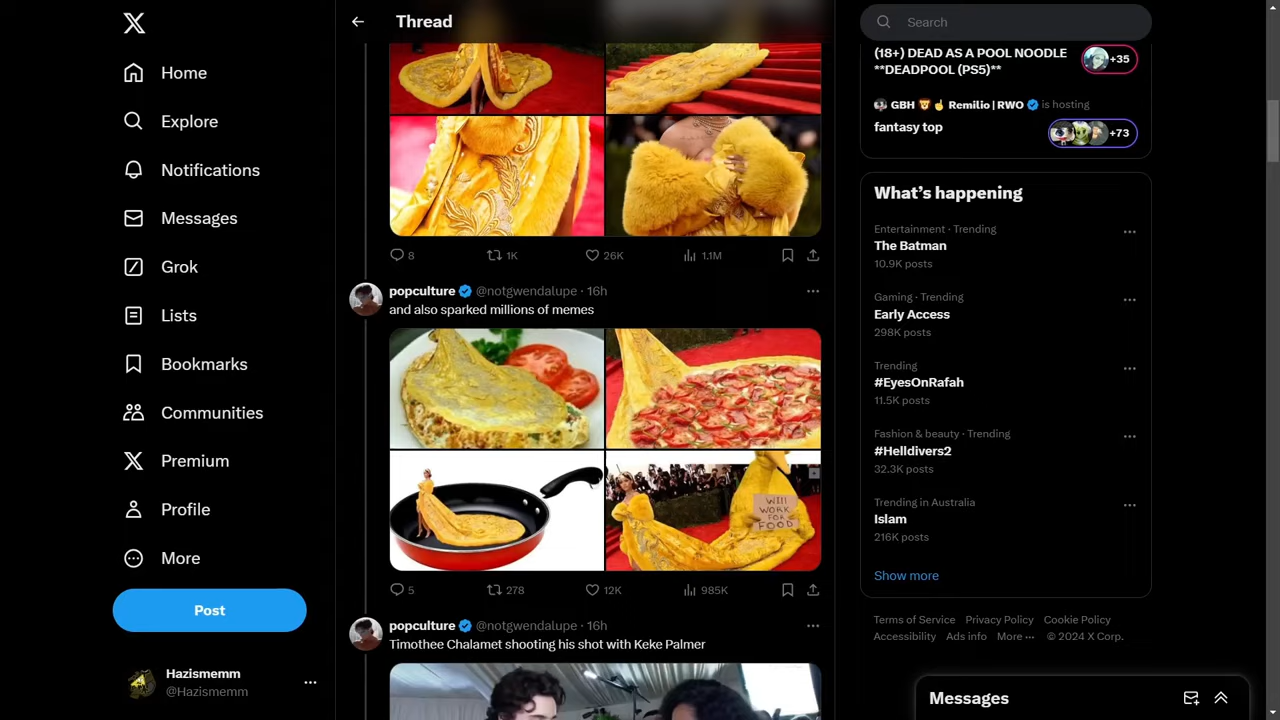 Home
Explore
Notifications
Messages
Grok
Lists
Bookmarks
Communities
Premium
Profile
More
Post
Hazismemm
@Hazismemm
Thread
8 1K 26K 1.1M
popculture @notgwendalupe · 16h
and also sparked millions of memes
WILL
WORK
FOR
FOOD
5 278 12K 985K
popculture @notgwendalupe · 16h
Timothee Chalamet shooting his shot with Keke Palmer
Search
(18+) DEAD AS A POOL NOODLE
**DEADPOOL (PS5)**
+35
GBH Remilio | RWO is hosting
fantasy top
+73
What’s happening
Entertainment · Trending
The Batman
10.9K posts
Gaming · Trending
Early Access
298K posts
Trending
#EyesOnRafah
11.5K posts
Fashion & beauty · Trending
#Helldivers2
32.3K posts
Trending in Australia
Islam
216K posts
Show more
Terms of Service Privacy Policy Cookie Policy
Accessibility Ads info More ··· © 2024 X Corp.
Messages